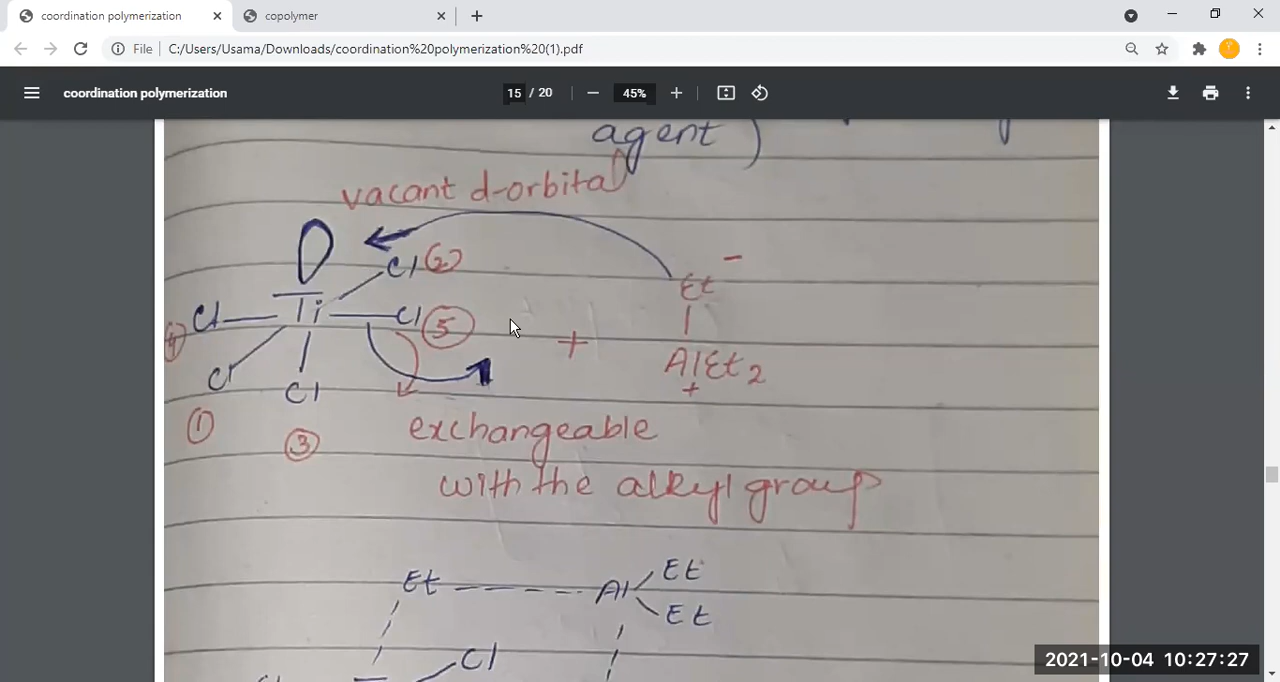 coordination polymerization
copolymer
File
C:/Users/Usama/Downloads/coordination%20polymerization%20(1).pdf
coordination polymerization
15 / 20
45%
agent )
vacant d-orbital
Cl (2)
Et −
Cl Ti Cl 5
4
+
AlEt2
+
Cl
Cl
1
3
exchangeable
with the alkyl group
Et Al Et
Et
Cl
2021-10-04 10:27:27